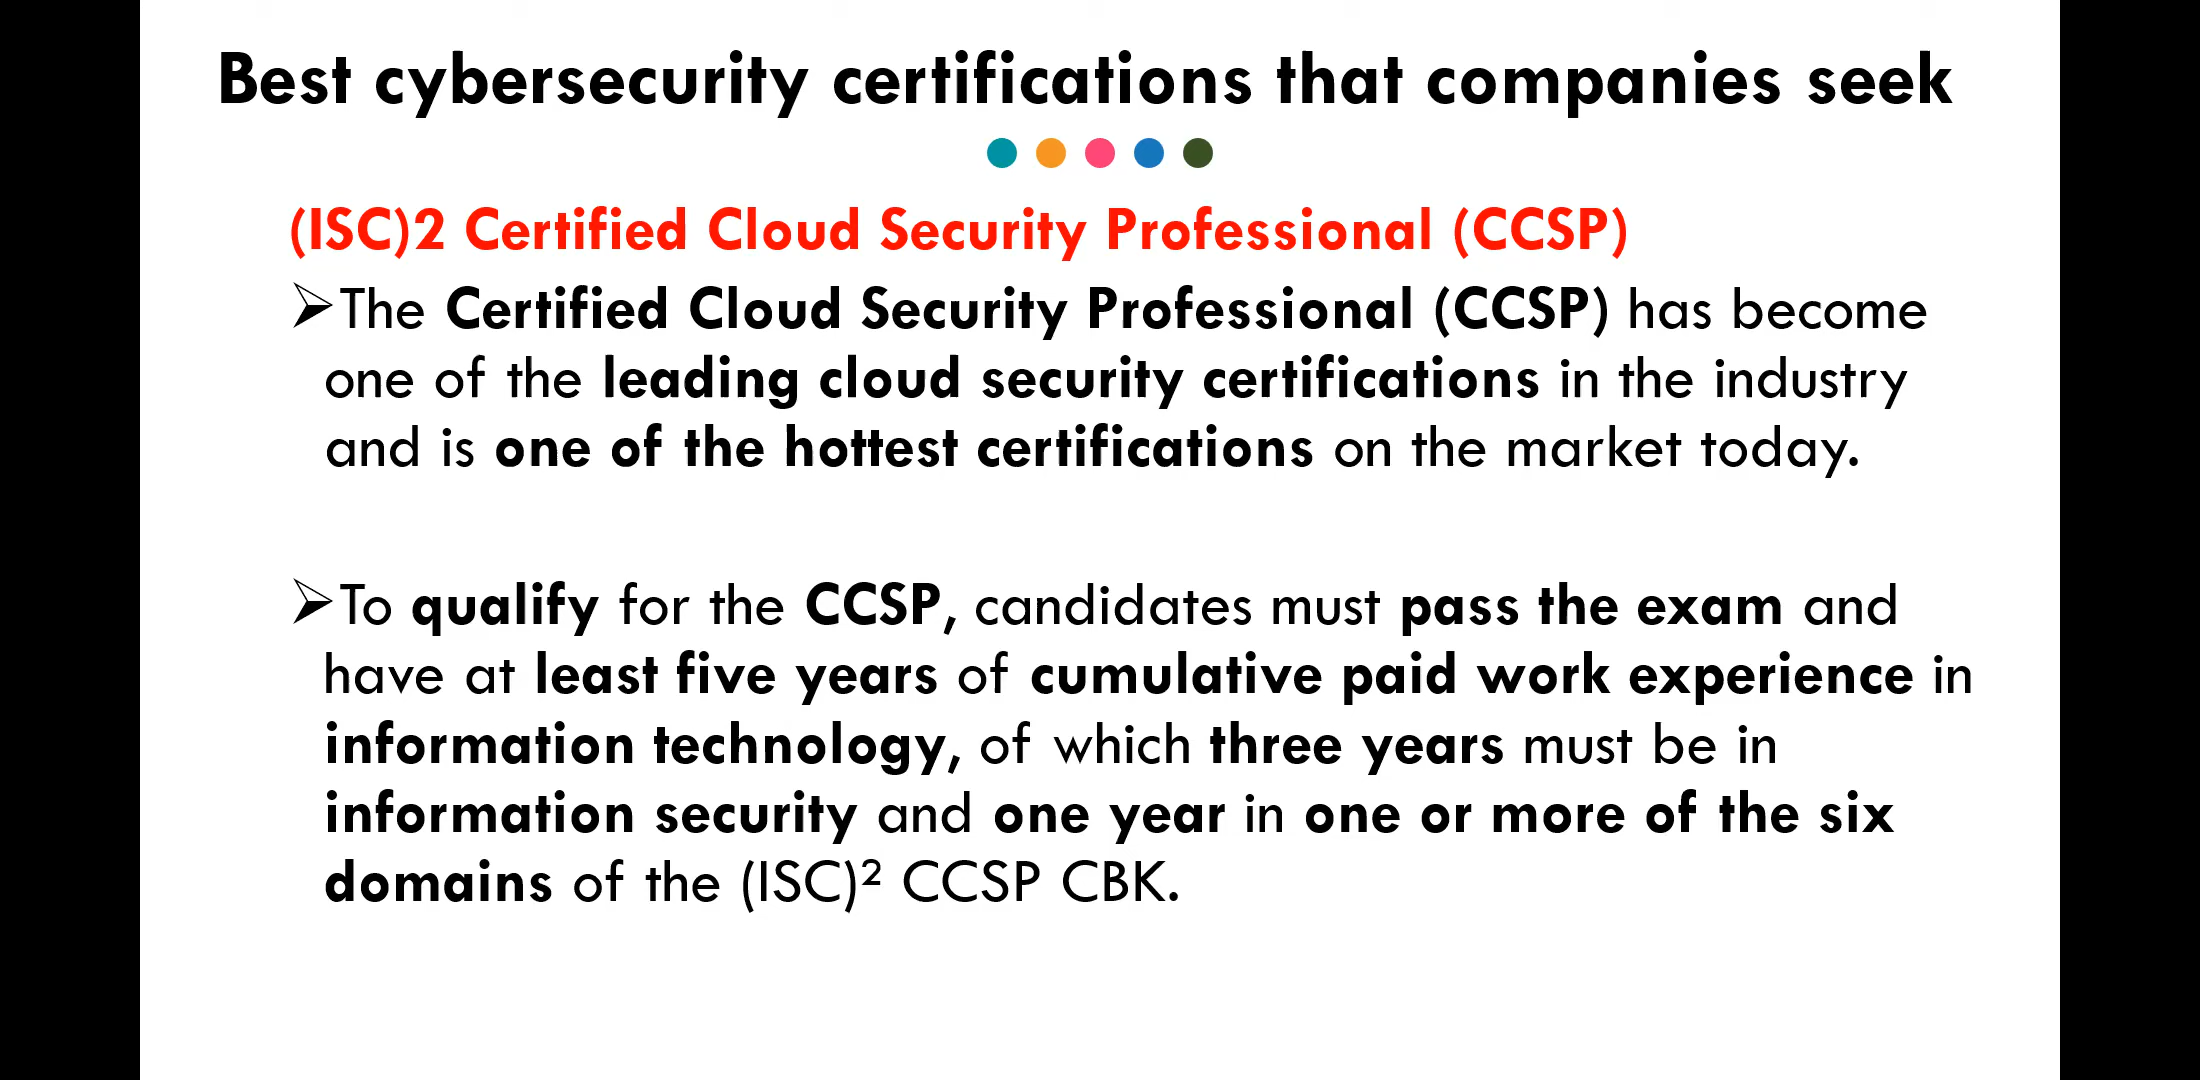 Best cybersecurity certifications that companies seek
(ISC)2 Certified Cloud Security Professional (CCSP)
➢The Certified Cloud Security Professional (CCSP) has become
one of the leading cloud security certifications in the industry
and is one of the hottest certifications on the market today.
➢To qualify for the CCSP, candidates must pass the exam and
have at least five years of cumulative paid work experience in
information technology, of which three years must be in
information security and one year in one or more of the six
domains of the (ISC)² CCSP CBK.